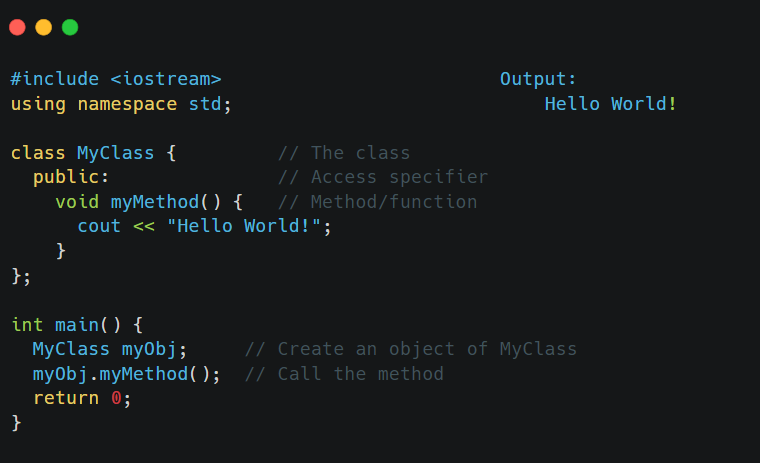 #include <iostream>                         Output:
using namespace std;                            Hello World!

class MyClass {         // The class
  public:               // Access specifier
    void myMethod() {   // Method/function
      cout << "Hello World!";
    }
};

int main() {
  MyClass myObj;     // Create an object of MyClass
  myObj.myMethod();  // Call the method
  return 0;
}